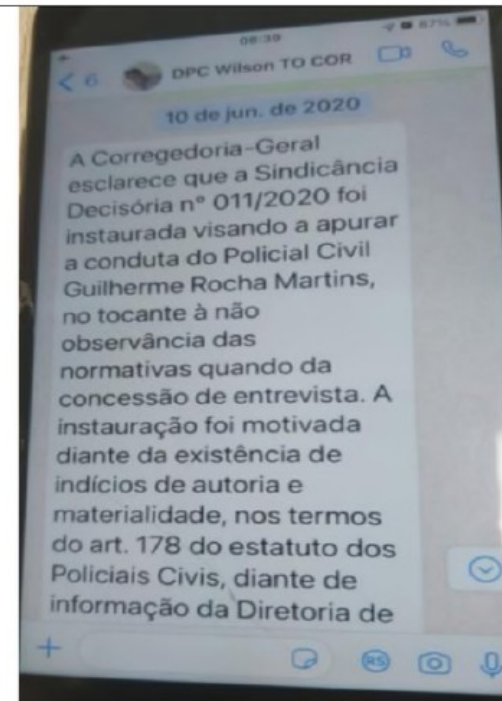 08:39
87%
6
DPC Wilson TO COR
10 de jun. de 2020
A Corregedoria-Geral
esclarece que a Sindicância
Decisória nº 011/2020 foi
instaurada visando a apurar
a conduta do Policial Civil
Guilherme Rocha Martins,
no tocante à não
observância das
normativas quando da
concessão de entrevista. A
instauração foi motivada
diante da existência de
indícios de autoria e
materialidade, nos termos
do art. 178 do estatuto dos
Policiais Civis, diante de
informação da Diretoria de
R$